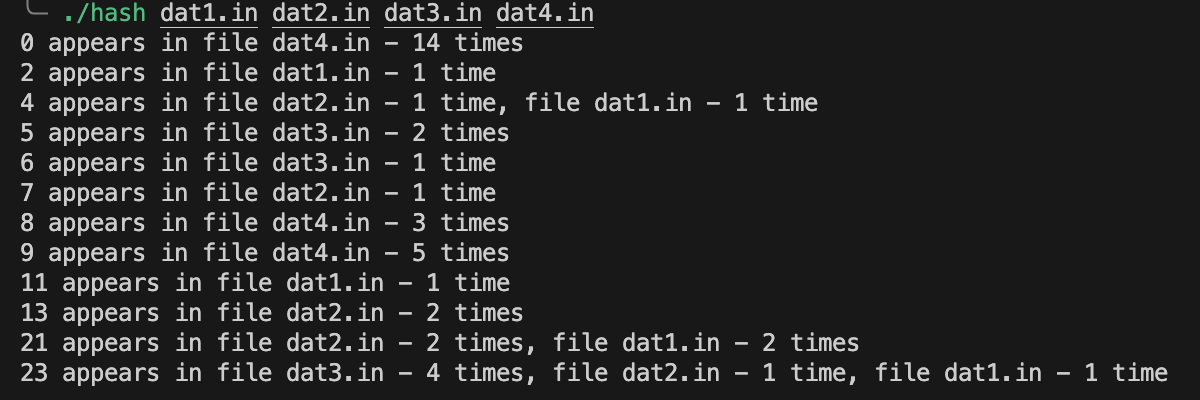 ./hash dat1.in dat2.in dat3.in dat4.in
0 appears in file dat4.in – 14 times
2 appears in file dat1.in – 1 time
4 appears in file dat2.in – 1 time, file dat1.in – 1 time
5 appears in file dat3.in – 2 times
6 appears in file dat3.in – 1 time
7 appears in file dat2.in – 1 time
8 appears in file dat4.in – 3 times
9 appears in file dat4.in – 5 times
11 appears in file dat1.in – 1 time
13 appears in file dat2.in – 2 times
21 appears in file dat2.in – 2 times, file dat1.in – 2 times
23 appears in file dat3.in – 4 times, file dat2.in – 1 time, file dat1.in – 1 time